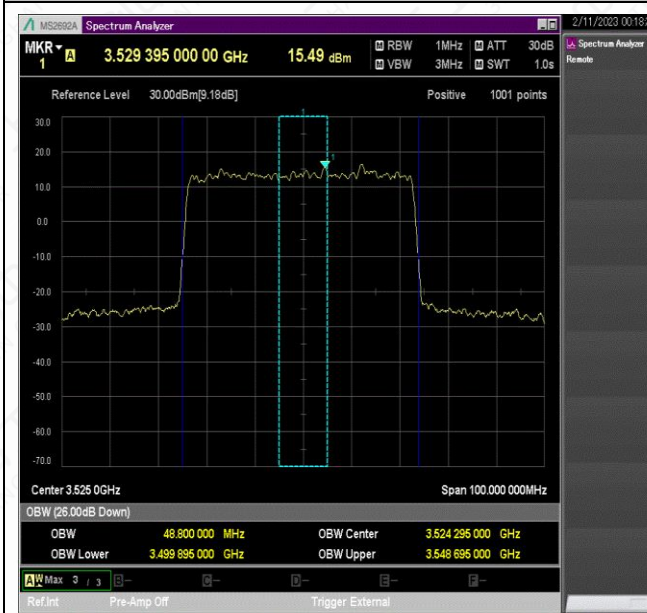 MS2692A Spectrum Analyzer
2/11/2023 00:18:
MKR 1 A 3.529 395 000 00 GHz 15.49 dBm M RBW 1MHz M ATT 30dB
M VBW 3MHz M SWT 1.0s
Spectrum Analyzer
Remote
Reference Level 30.00dBm[9.18dB] Positive 1001 points
1
30.0
20.0
1
10.0
0.0
-10.0
-20.0
-30.0
-40.0
-50.0
-60.0
-70.0
Center 3.525 0GHz Span 100.000 000MHz
OBW (26.00dB Down)
OBW 48.800 000 MHz OBW Center 3.524 295 000 GHz
OBW Lower 3.499 895 000 GHz OBW Upper 3.548 695 000 GHz
A W Max 3 / 3 B- C- D- E- F-
Ref.Int Pre-Amp Off Trigger External